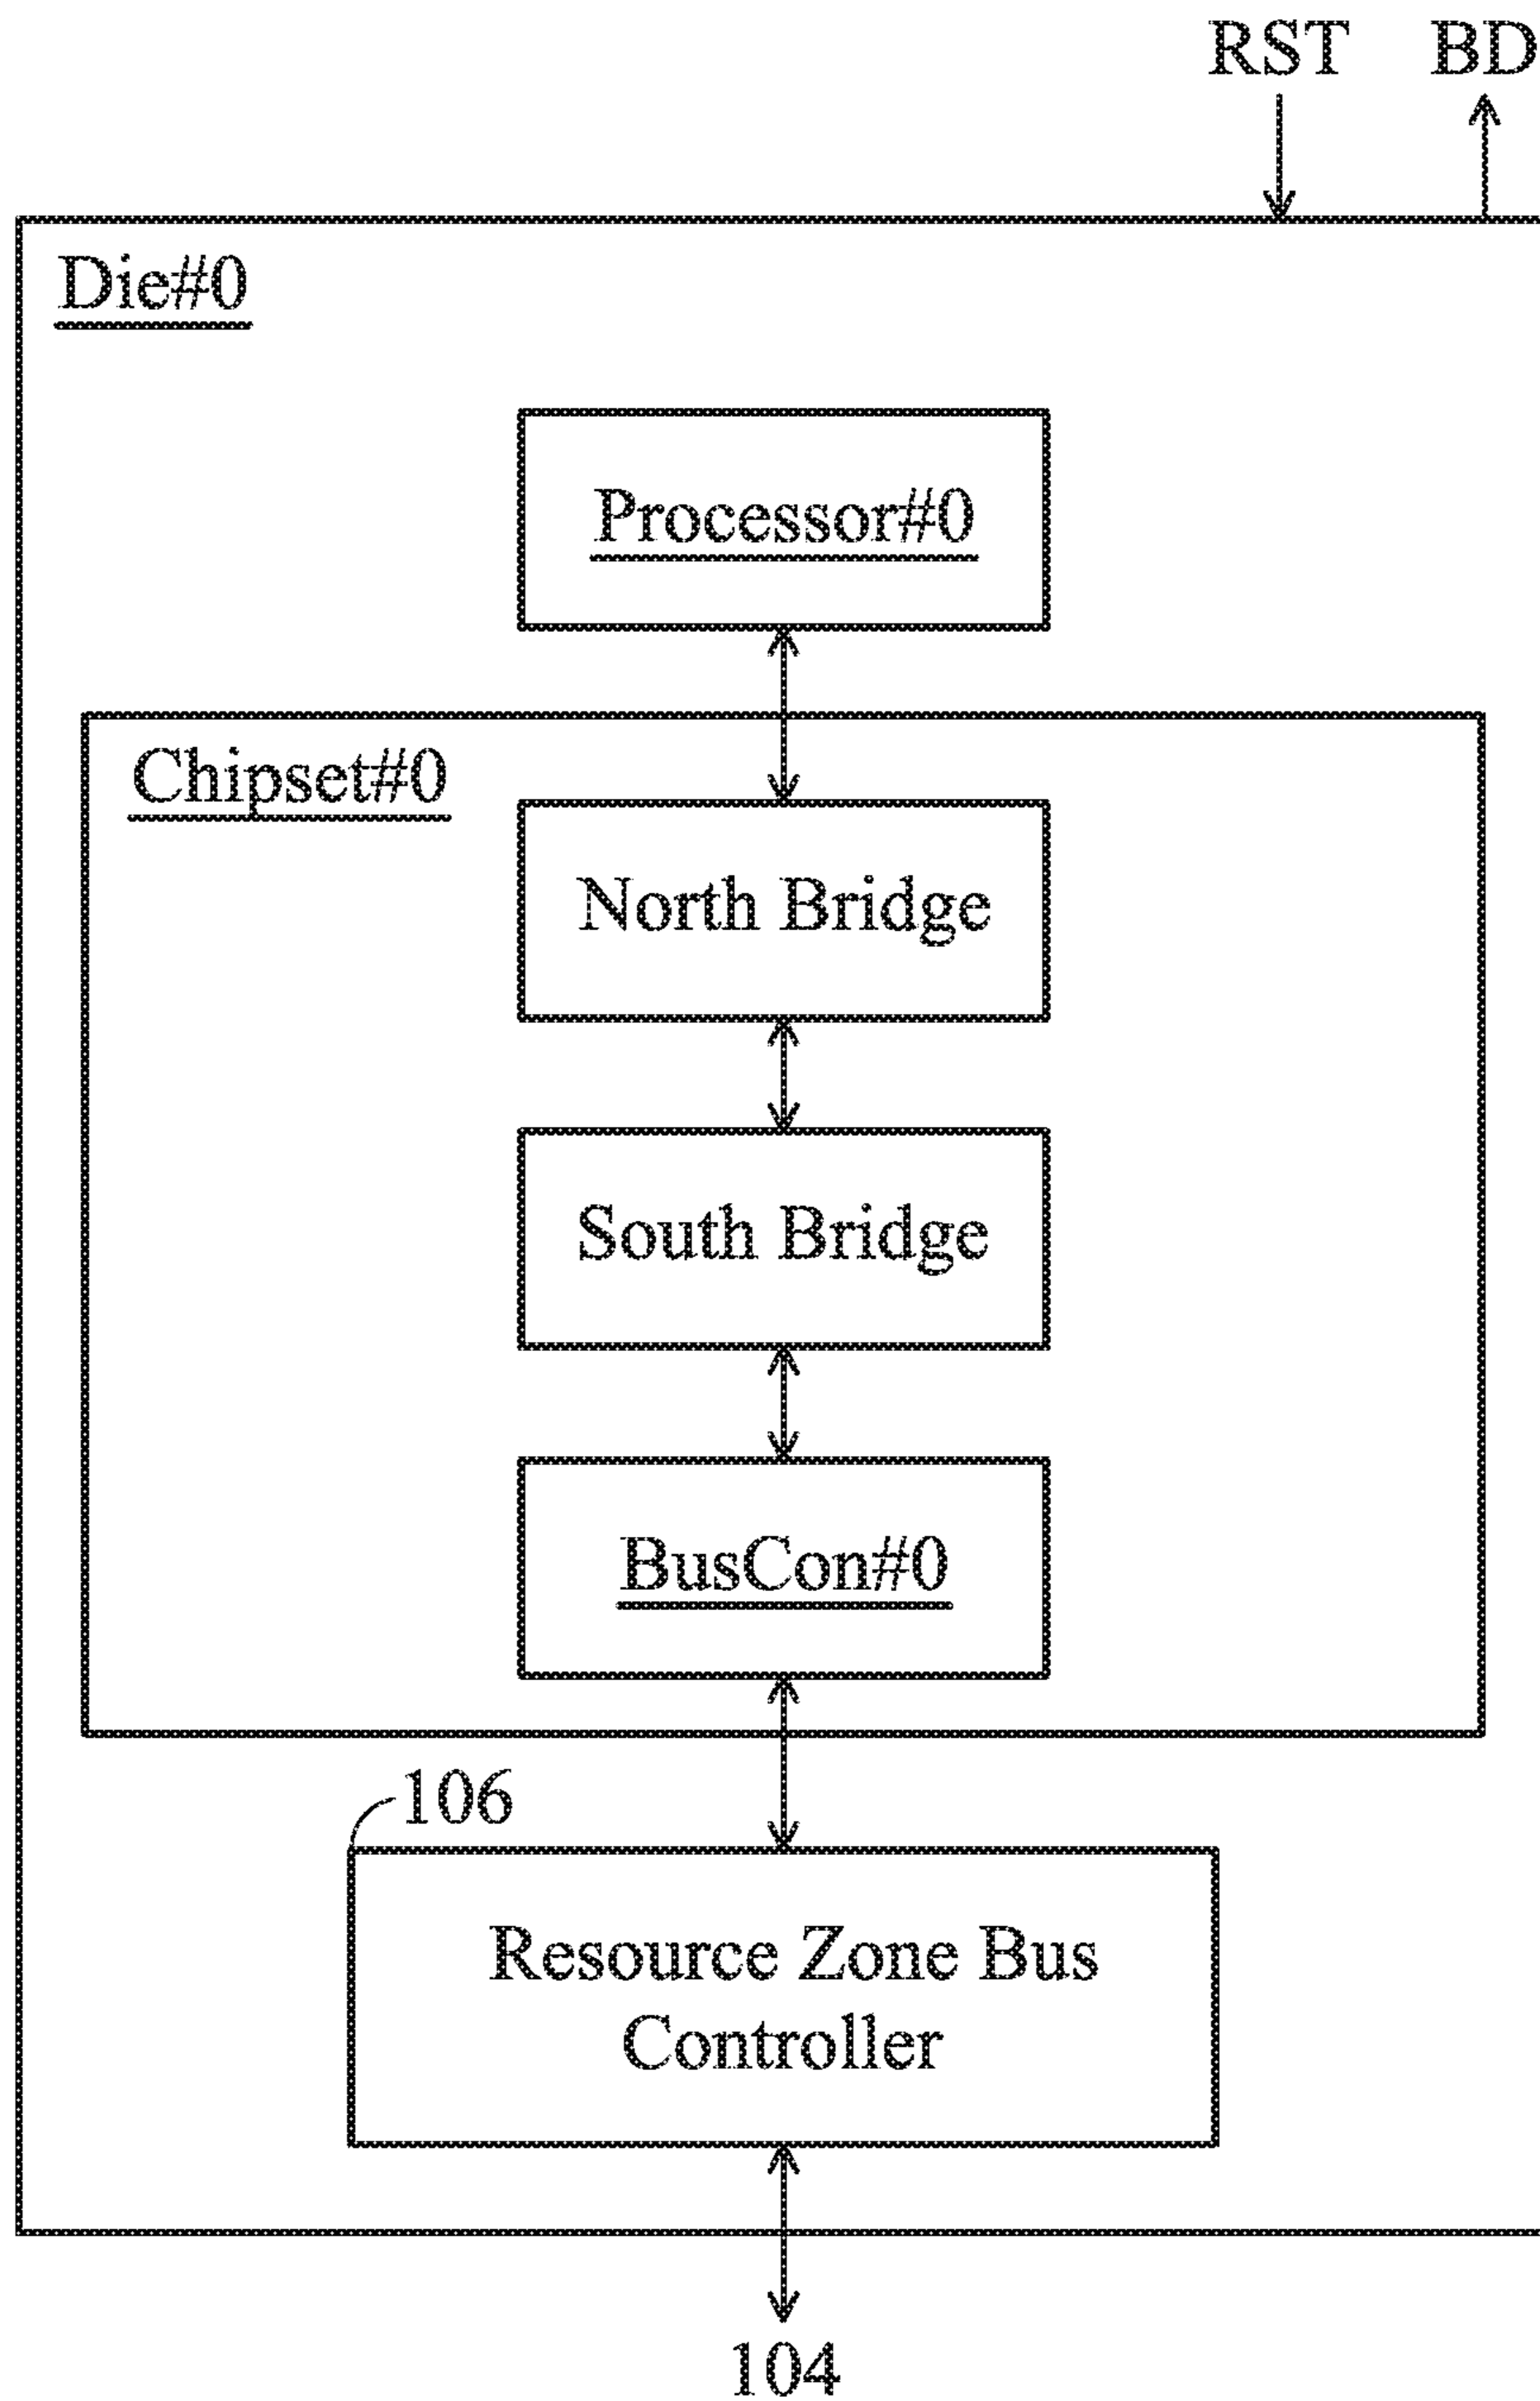 RST BD
Die#0
Processor#0
Chipset#0
North Bridge
South Bridge
BusCon#0
106
Resource Zone Bus
Controller
104